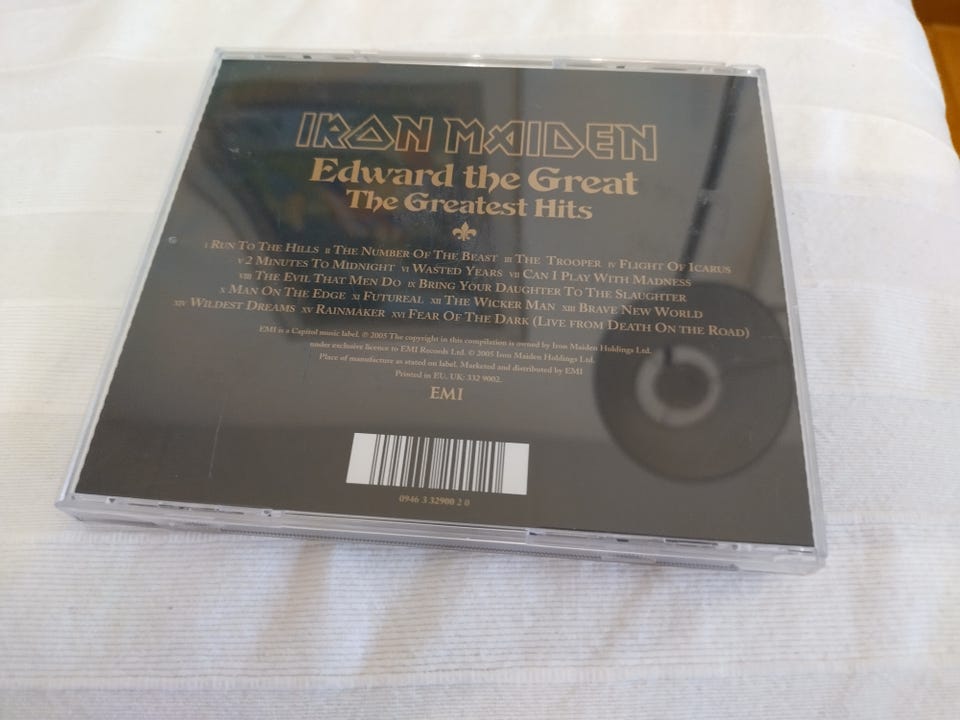 IRON MAIDEN
Edward the Great
The Greatest Hits
I RUN TO THE HILLS II THE NUMBER OF THE BEAST III THE TROOPER IV FLIGHT OF ICARUS
V 2 MINUTES TO MIDNIGHT VI WASTED YEARS VII CAN I PLAY WITH MADNESS
VIII THE EVIL THAT MEN DO IX BRING YOUR DAUGHTER TO THE SLAUGHTER
X MAN ON THE EDGE XI FUTUREAL XII THE WICKER MAN XIII BRAVE NEW WORLD
XIV WILDEST DREAMS XV RAINMAKER XVI FEAR OF THE DARK (LIVE FROM DEATH ON THE ROAD)
EMI is a Capitol music label. ℗ 2005 The copyright in this compilation is owned by Iron Maiden Holdings Ltd.
under exclusive licence to EMI Records Ltd. © 2005 Iron Maiden Holdings Ltd.
Place of manufacture as stated on label. Marketed and distributed by EMI
Printed in EU. UK: 332 9002.
EMI
0946 3 32900 2 0